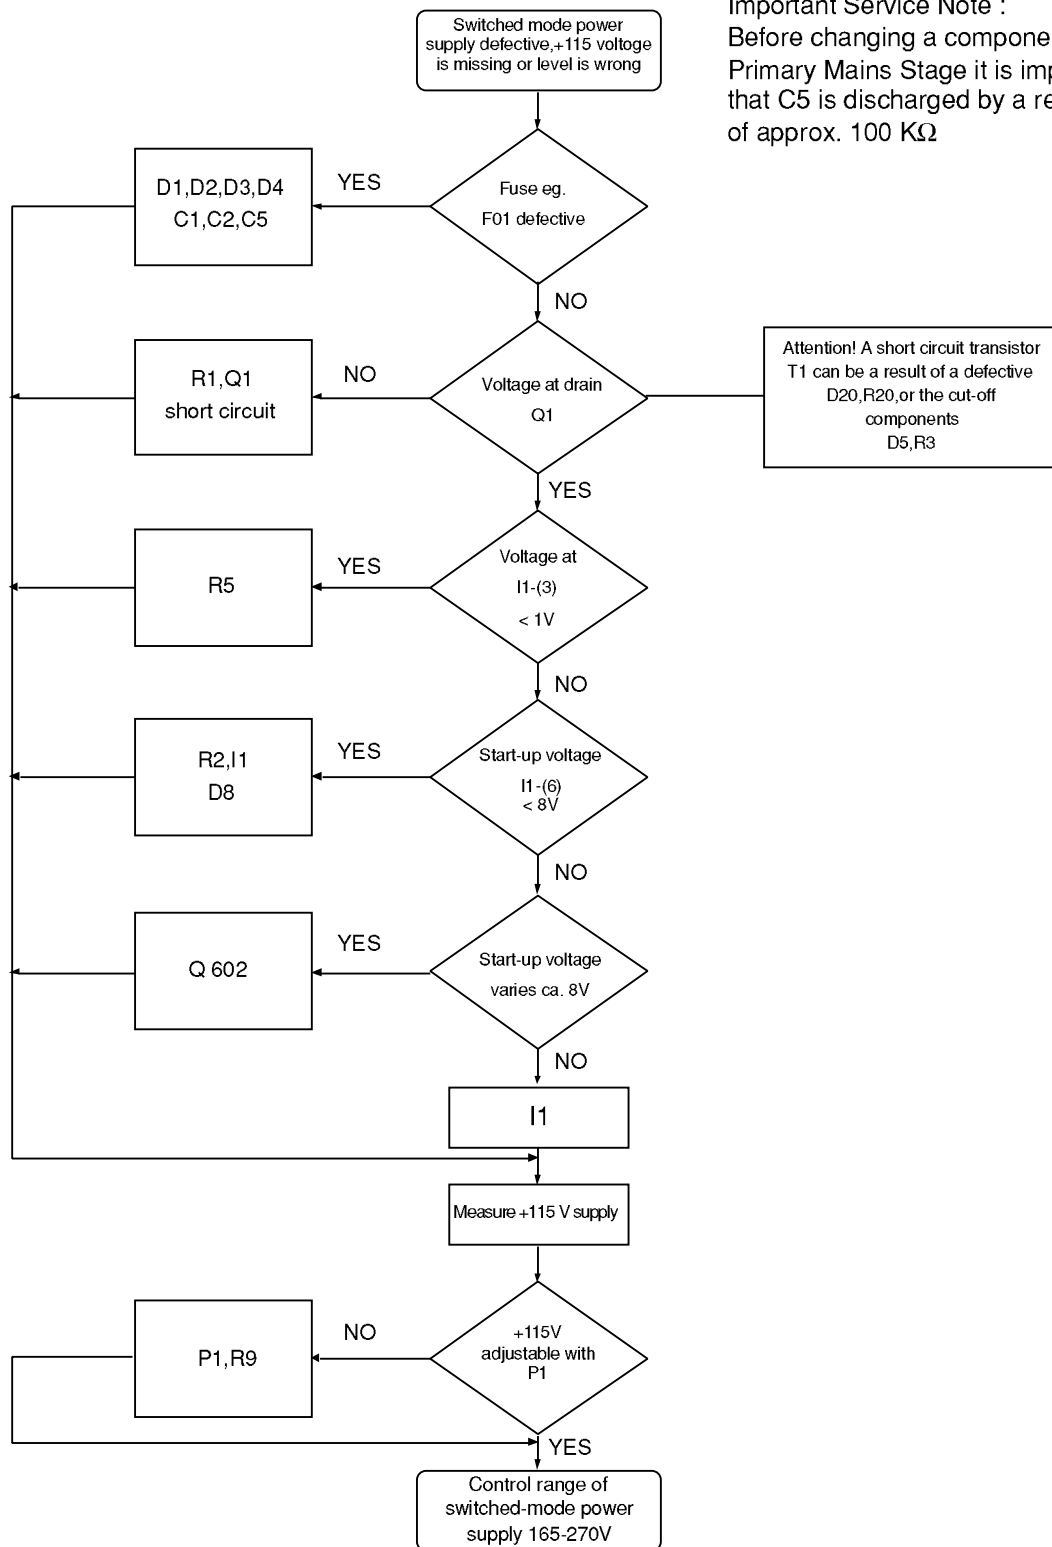 Switched mode power
supply defective,+115 voltoge
is missing or level is wrong
Important Service Note :
Before changing a
Primary Mains Stage it is
that C5 is discharged by a
of approx. 100 KΩ
Fuse eg.
F01 defective
YES
D1,D2,D3,D4
C1,C2,C5
NO
Voltage at drain
Q1
NO
R1,Q1
short circuit
Attention! A short circuit transistor
T1 can be a result of a defective
D20,R20,or the cut-off
components
D5,R3
YES
Voltage at
I1-(3)
< 1V
YES
R5
NO
Start-up voltage
I1-(6)
< 8V
YES
R2,I1
D8
NO
Start-up voltage
varies ca. 8V
YES
Q 602
NO
I1
Measure +115 V supply
+115V
adjustable with
P1
NO
P1,R9
YES
Control range of
switched-mode power
supply 165-270V